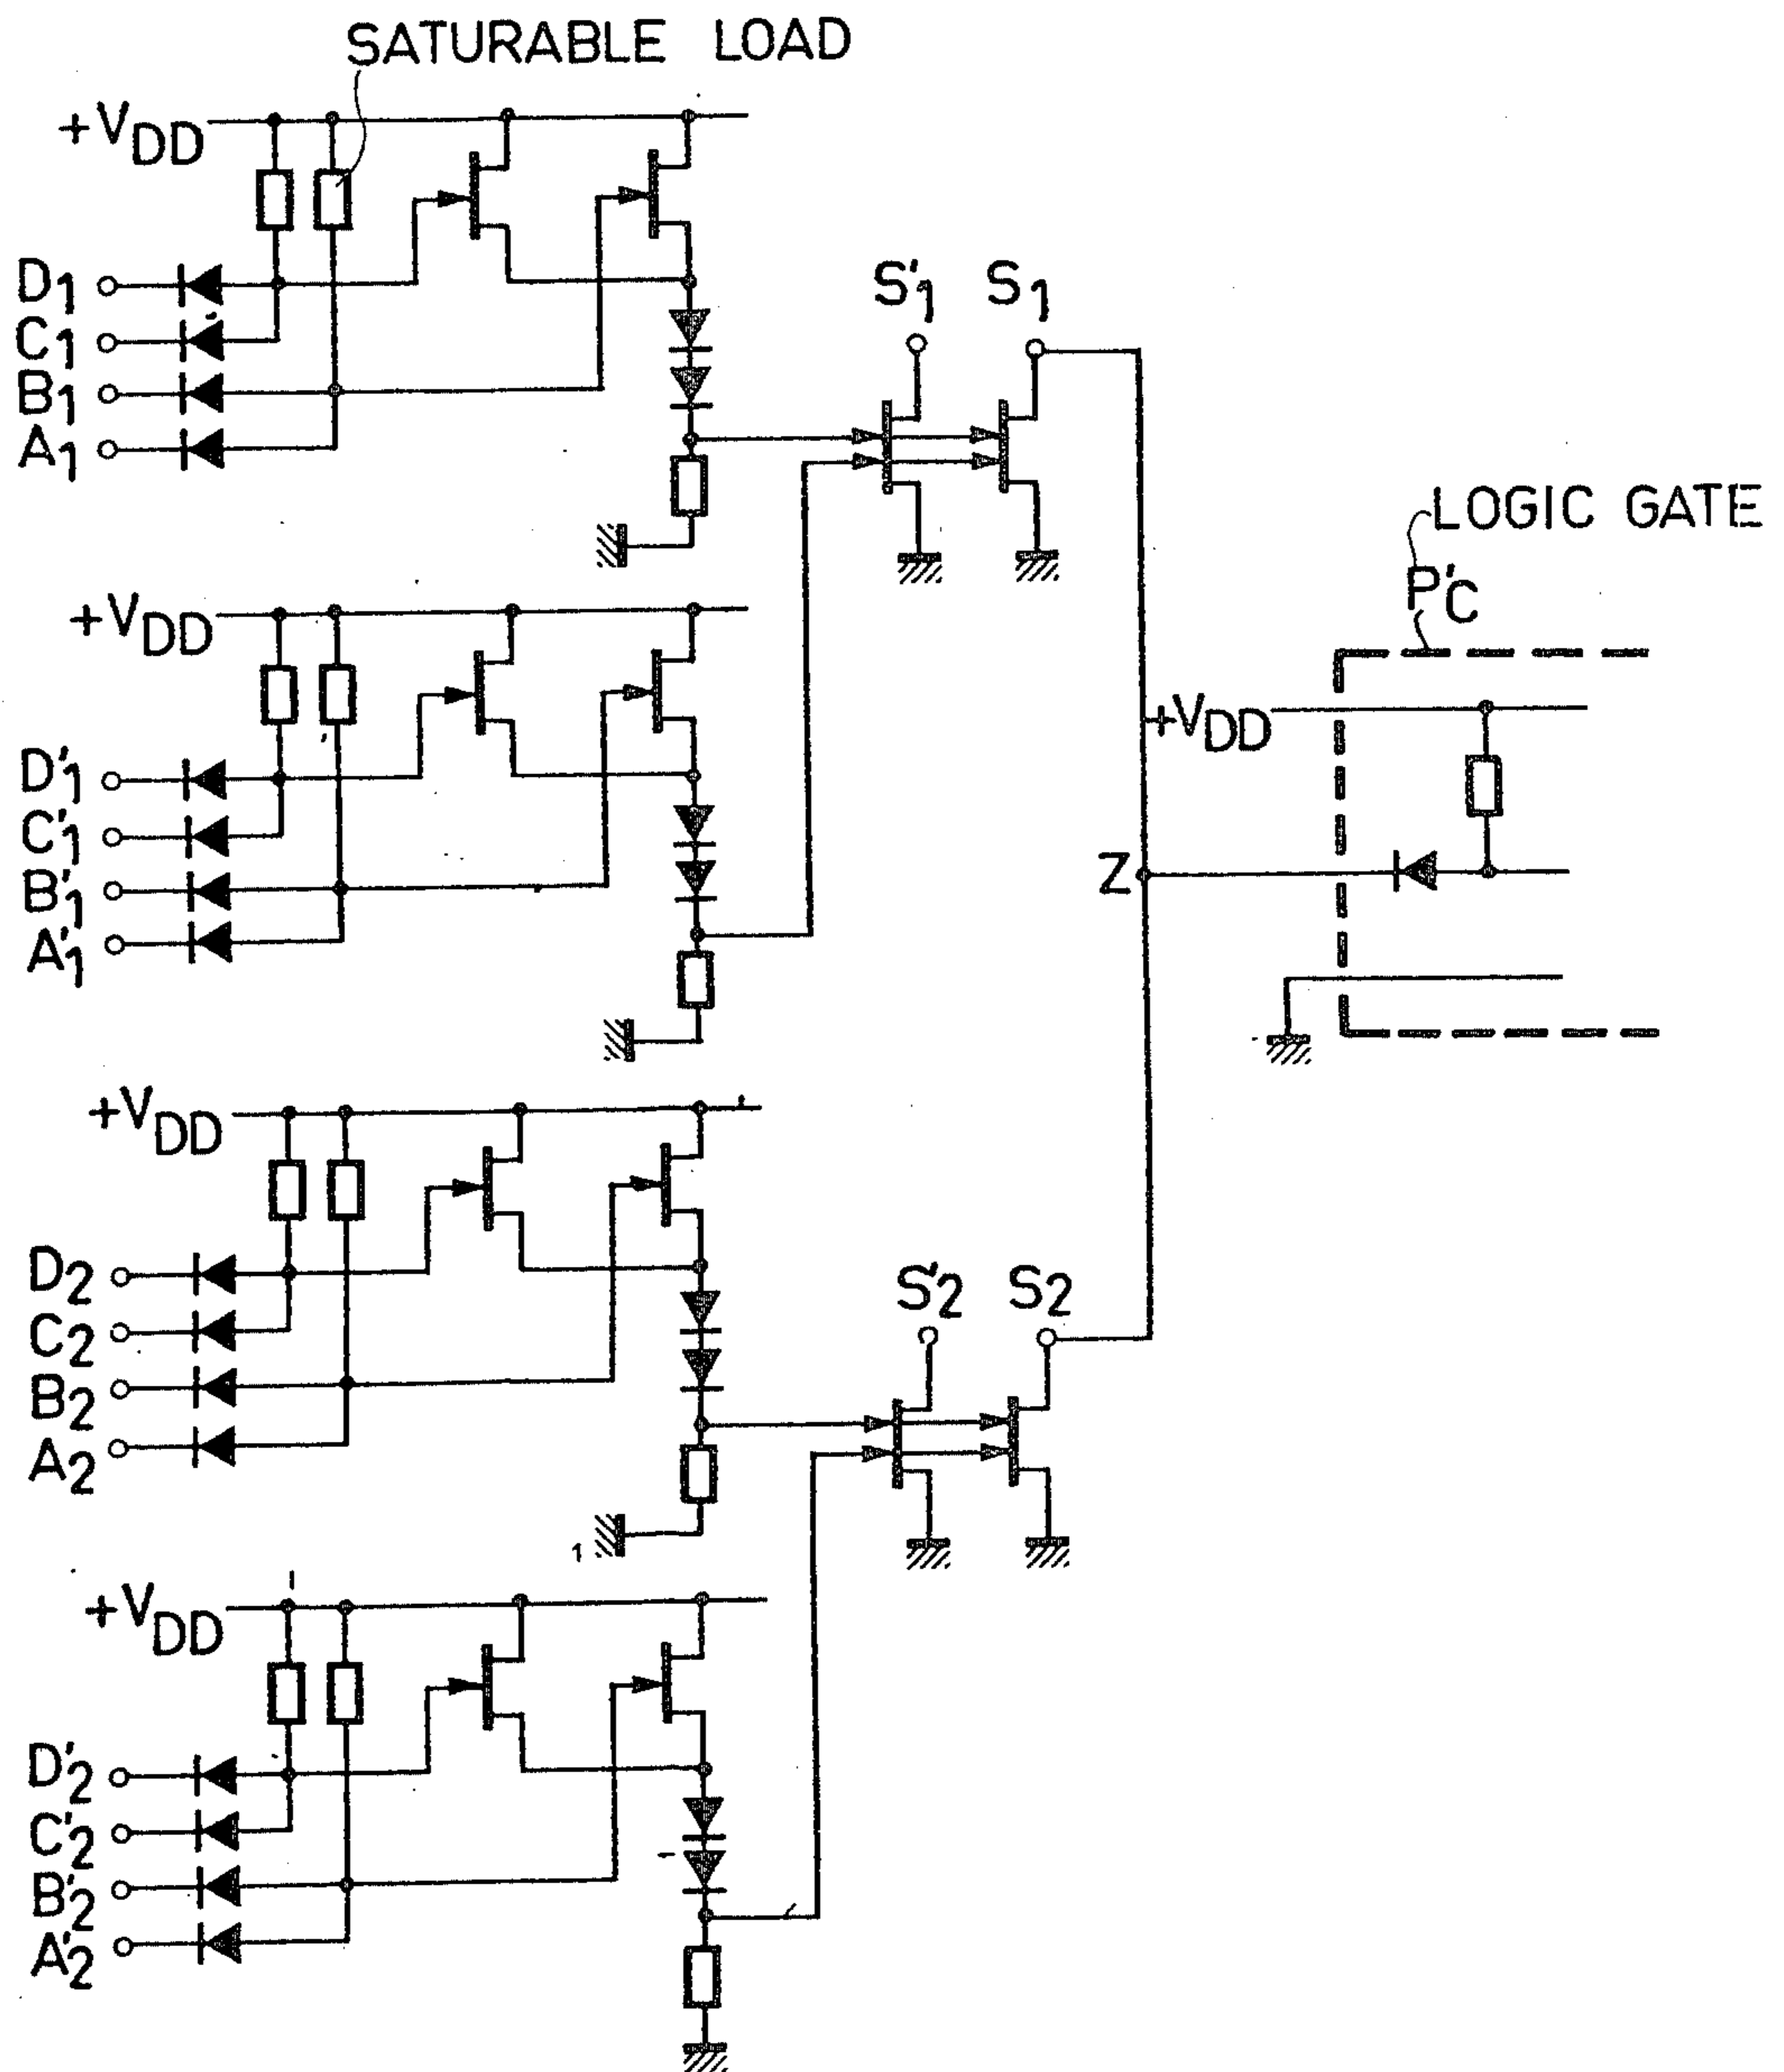 SATURABLE LOAD
+VDD
D1
C1
B1
A1
S'1
S1
LOGIC GATE
P'C
+VDD
D'1
C'1
B'1
A'1
+VDD
Z
+VDD
D2
C2
B2
A2
S'2
S2
+VDD
D'2
C'2
B'2
A'2